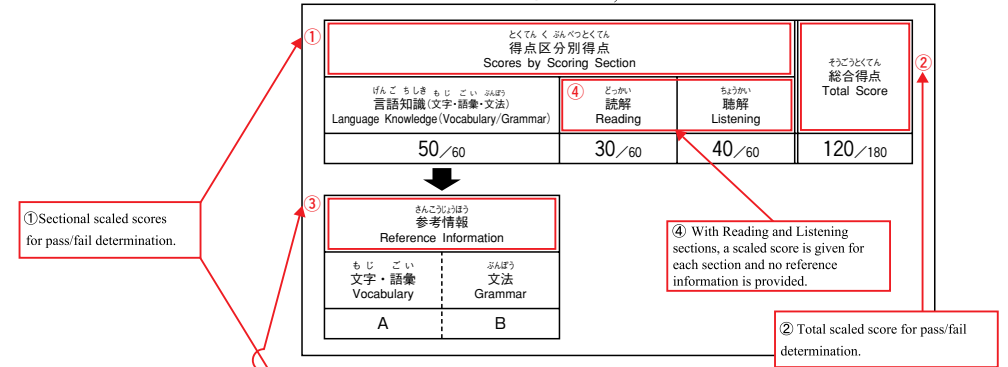 ①
とくてん く ぶんべつとくてん
得点区分別得点
Scores by Scoring Section
そうごうとくてん
総合得点
Total Score
②
げんご ちしき もじ ごい ぶんぽう
言語知識(文字・語彙・文法)
Language Knowledge(Vocabulary/Grammar)
④
どっかい
読解
Reading
ちょうかい
聴解
Listening
50/60
30/60
40/60
120/180
③
さんこうじょうほう
参考情報
Reference Information
もじ ごい
文字・語彙
Vocabulary
ぶんぽう
文法
Grammar
A
B
①Sectional scaled scores
for pass/fail determination.
④ With Reading and Listening
sections, a scaled score is given for
each section and no reference
information is provided.
② Total scaled score for pass/fail
determination.